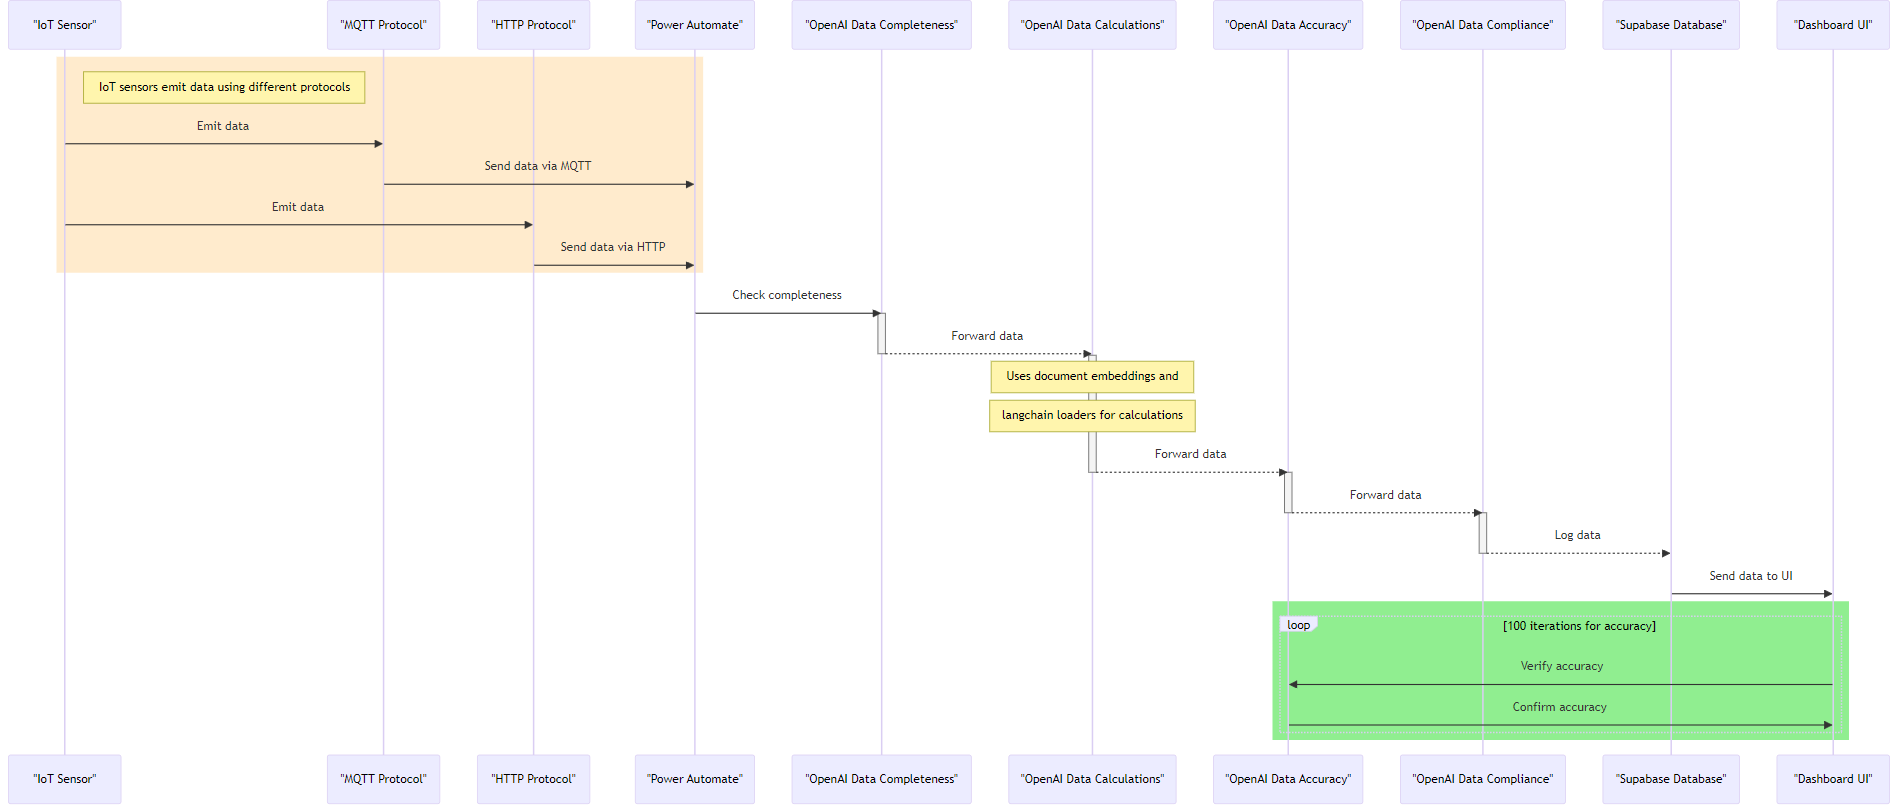 "IoT Sensor"
"MQTT Protocol"
"HTTP Protocol"
"Power Automate"
"OpenAI Data Completeness"
"OpenAI Data Calculations"
"OpenAI Data Accuracy"
"OpenAI Data Compliance"
"Supabase Database"
"Dashboard UI"
IoT sensors emit data using different protocols
Emit data
Send data via MQTT
Emit data
Send data via HTTP
Check completeness
Forward data
Uses document embeddings and
langchain loaders for calculations
Forward data
Forward data
Log data
Send data to UI
loop
[100 iterations for accuracy]
Verify accuracy
Confirm accuracy
"IoT Sensor"
"MQTT Protocol"
"HTTP Protocol"
"Power Automate"
"OpenAI Data Completeness"
"OpenAI Data Calculations"
"OpenAI Data Accuracy"
"OpenAI Data Compliance"
"Supabase Database"
"Dashboard UI"